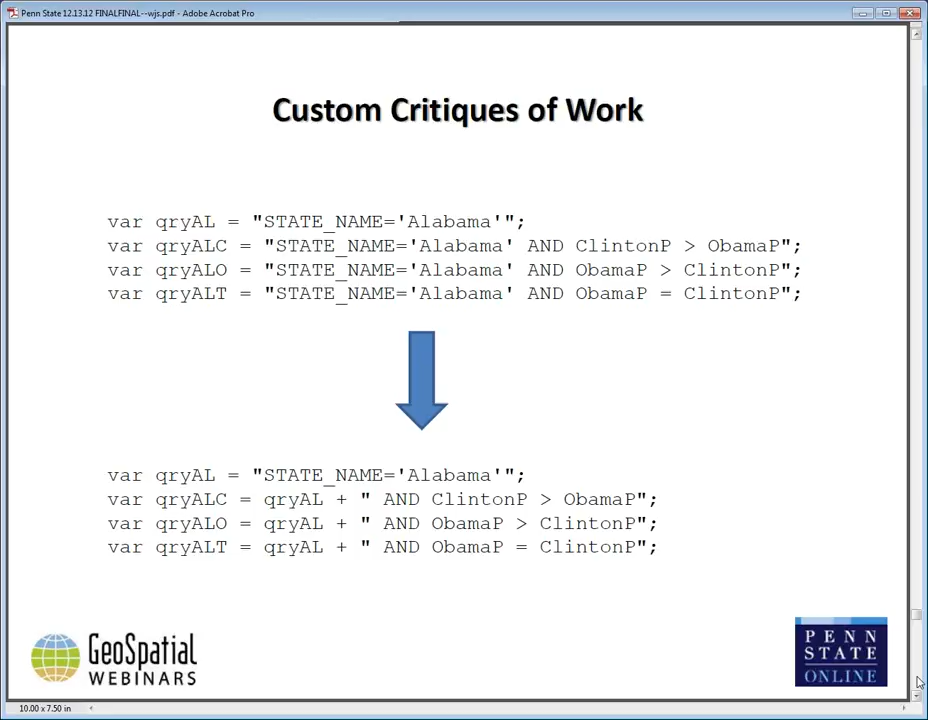 Penn State 12.13.12 FINALFINAL--wjs.pdf - Adobe Acrobat Pro
Custom Critiques of Work
var qryAL = "STATE_NAME='Alabama'";
var qryALC = "STATE_NAME='Alabama' AND ClintonP > ObamaP";
var qryALO = "STATE_NAME='Alabama' AND ObamaP > ClintonP";
var qryALT = "STATE_NAME='Alabama' AND ObamaP = ClintonP";
var qryAL = "STATE_NAME='Alabama'";
var qryALC = qryAL + " AND ClintonP > ObamaP";
var qryALO = qryAL + " AND ObamaP > ClintonP";
var qryALT = qryAL + " AND ObamaP = ClintonP";
GeoSpatial
WEBINARS
PENN
STATE
ONLINE
10.00 x 7.50 in